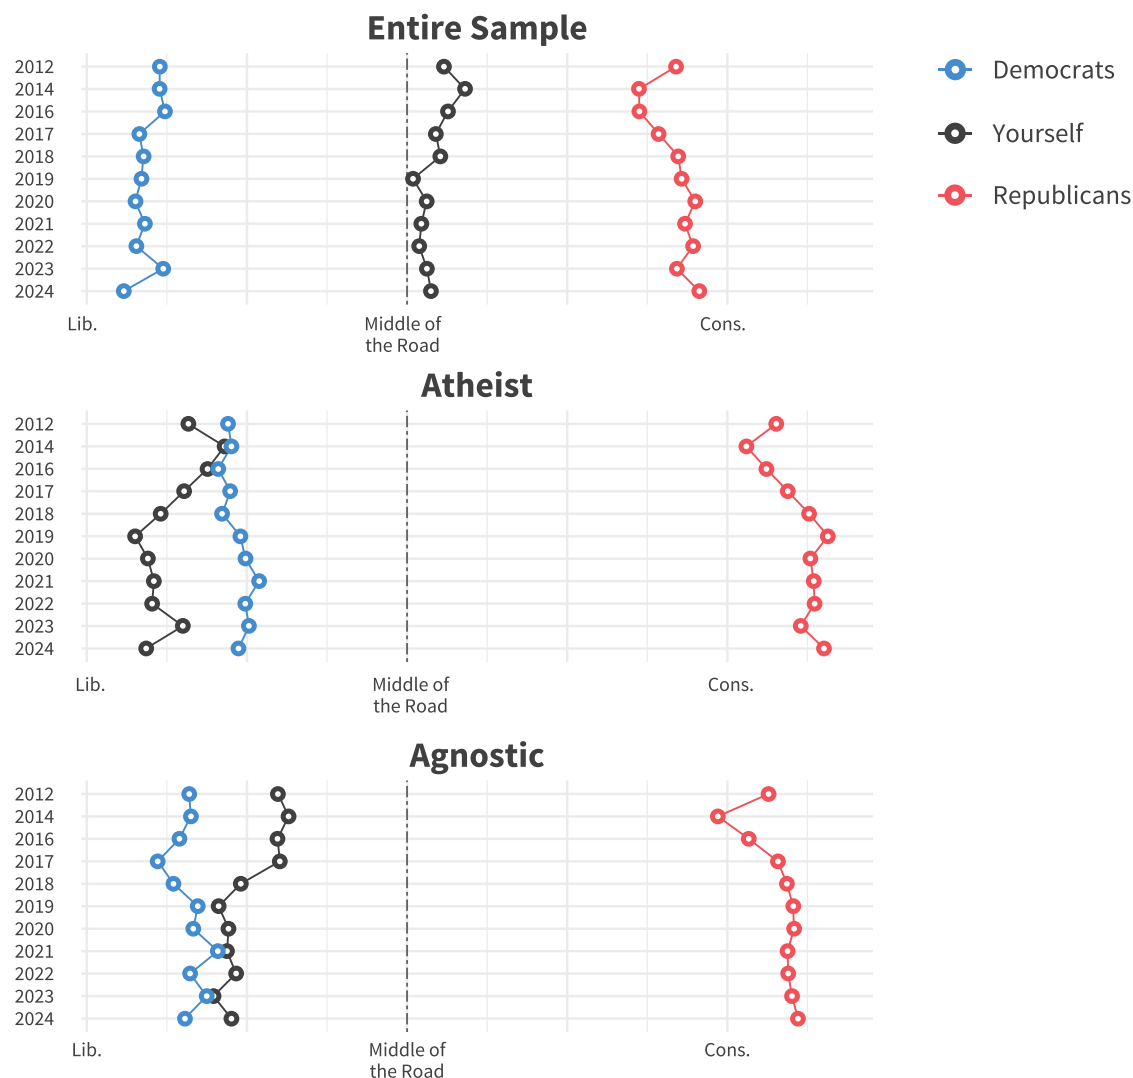 Entire Sample
2012
2014
2016
2017
2018
2019
2020
2021
2022
2023
2024
Lib.
Middle of
the Road
Cons.
Democrats
Yourself
Republicans
Atheist
2012
2014
2016
2017
2018
2019
2020
2021
2022
2023
2024
Lib.
Middle of
the Road
Cons.
Agnostic
2012
2014
2016
2017
2018
2019
2020
2021
2022
2023
2024
Lib.
Middle of
the Road
Cons.